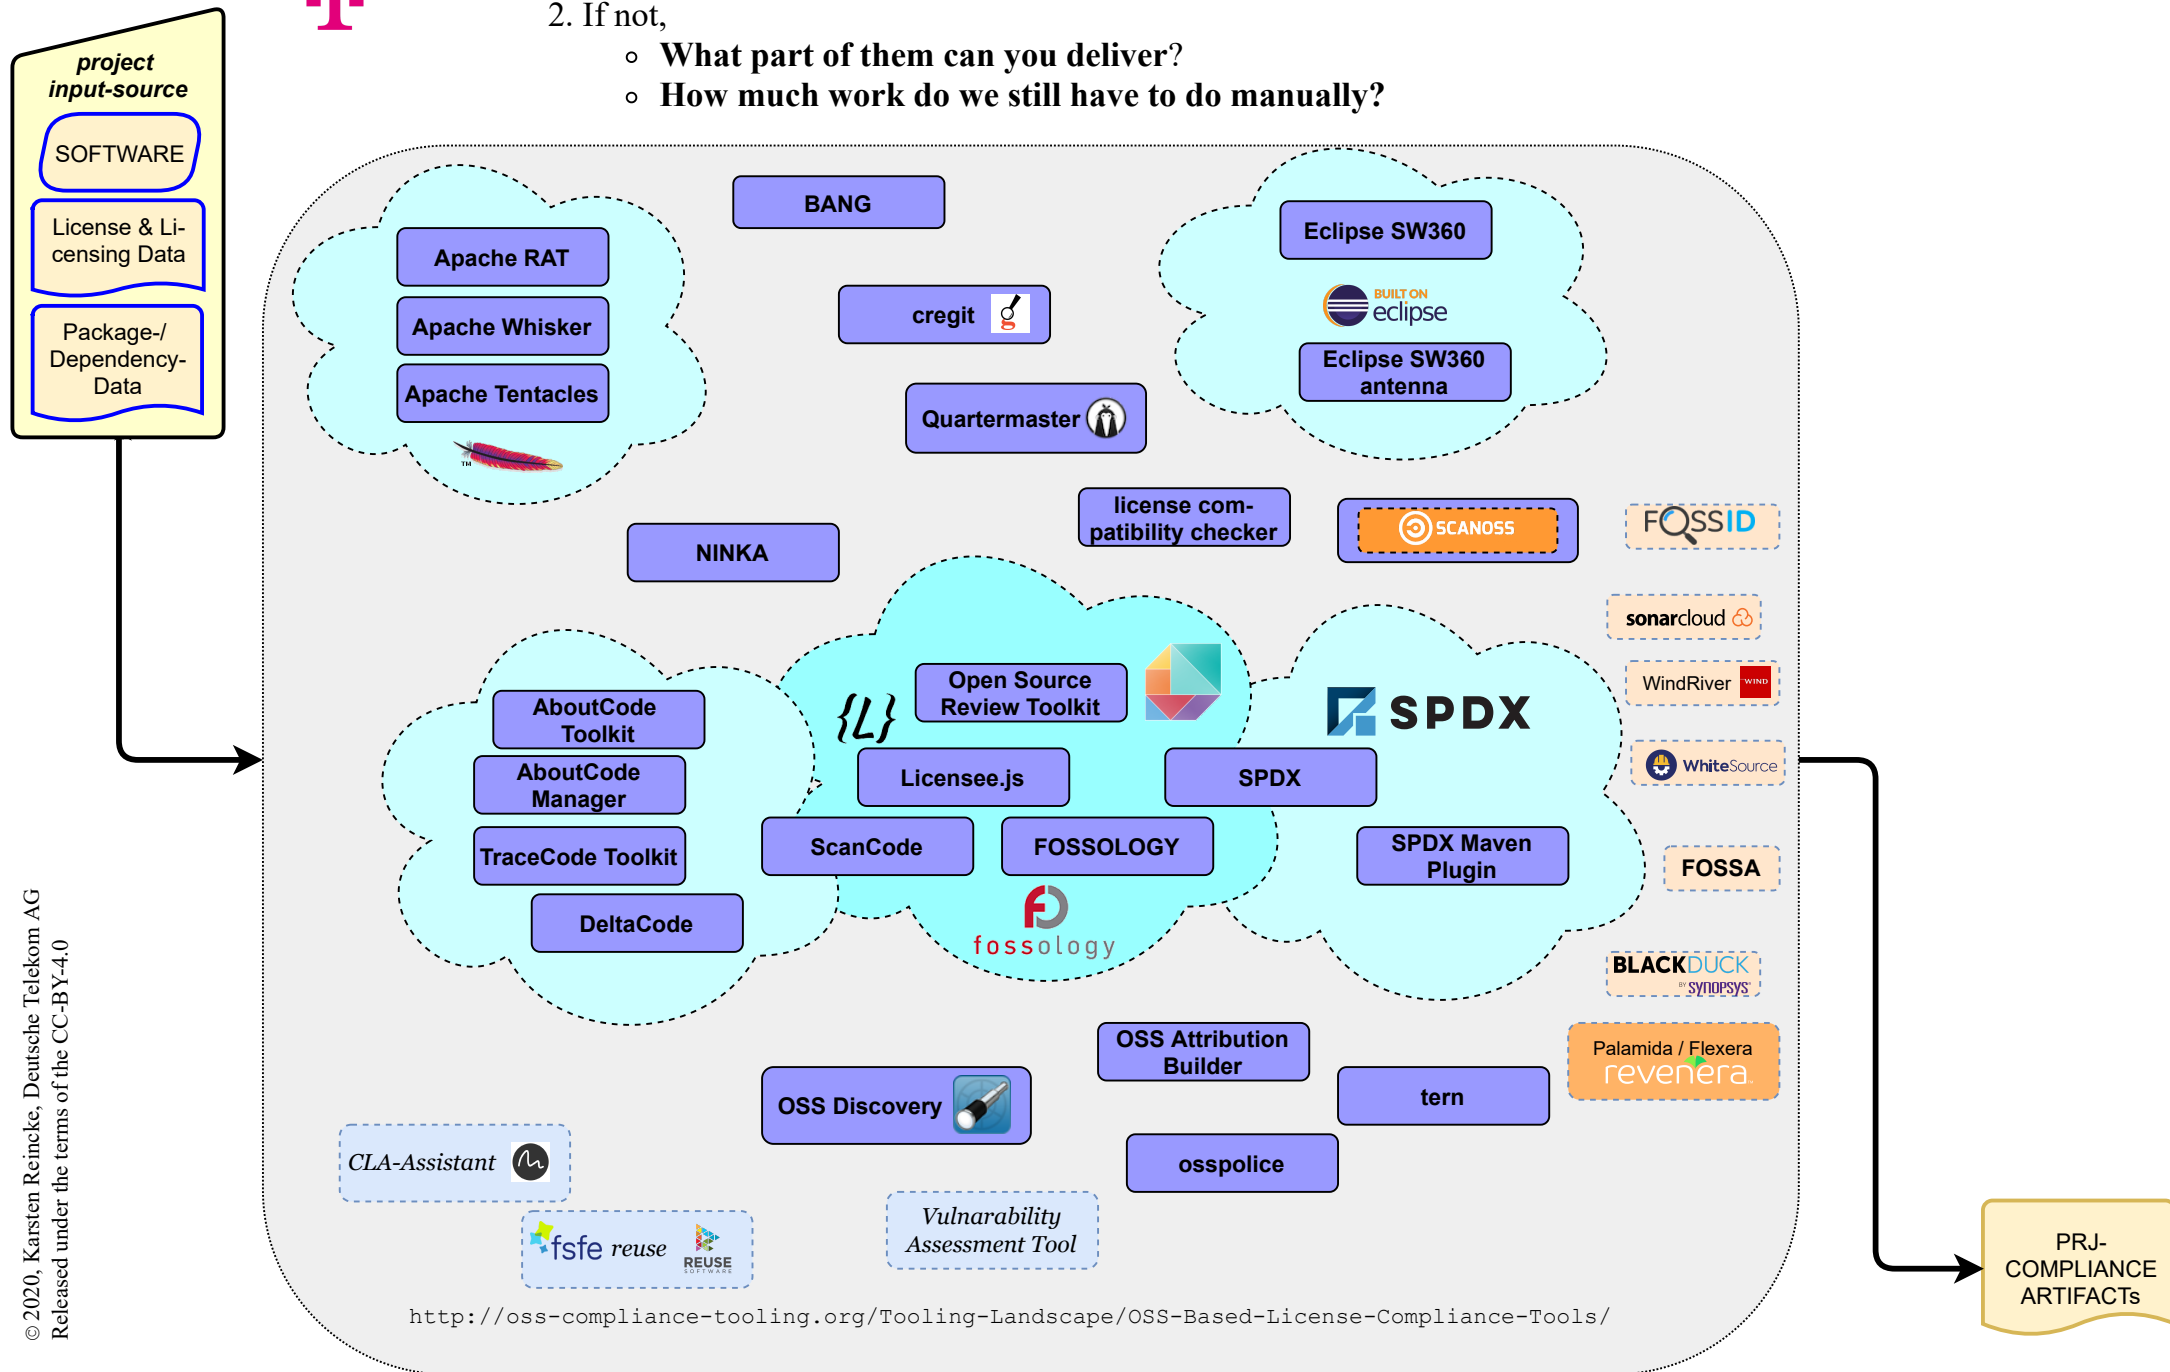 2. If not,
What part of them can you deliver?
How much work do we still have to do manually?
project
input-source
SOFTWARE
License & Li-
censing Data
Package-/
Dependency-
Data
BANG
Eclipse SW360
Apache RAT
Apache Whisker
Apache Tentacles
TM
cregit
BUILT ON
eclipse
Eclipse SW360
antenna
Quartermaster
license com-
patibility checker
SCANOSS
FOSSID
NINKA
sonarcloud
WindRiver
WIND
WhiteSource
FOSSA
BLACKDUCK
BY SYNOPSYS
Palamida / Flexera
revenera
Open Source
Review Toolkit
{L}
SPDX
AboutCode
Toolkit
AboutCode
Manager
TraceCode Toolkit
DeltaCode
Licensee.js
SPDX
ScanCode
FOSSOLOGY
fossology
SPDX Maven
Plugin
OSS Attribution
Builder
OSS Discovery
tern
osspolice
CLA-Assistant
fsfe reuse
REUSE
SOFTWARE
Vulnarability
Assessment Tool
http://oss-compliance-tooling.org/Tooling-Landscape/OSS-Based-License-Compliance-Tools/
PRJ-
COMPLIANCE
ARTIFACTs
© 2020, Karsten Reincke, Deutsche Telekom AG
Released under the terms of the CC-BY-4.0